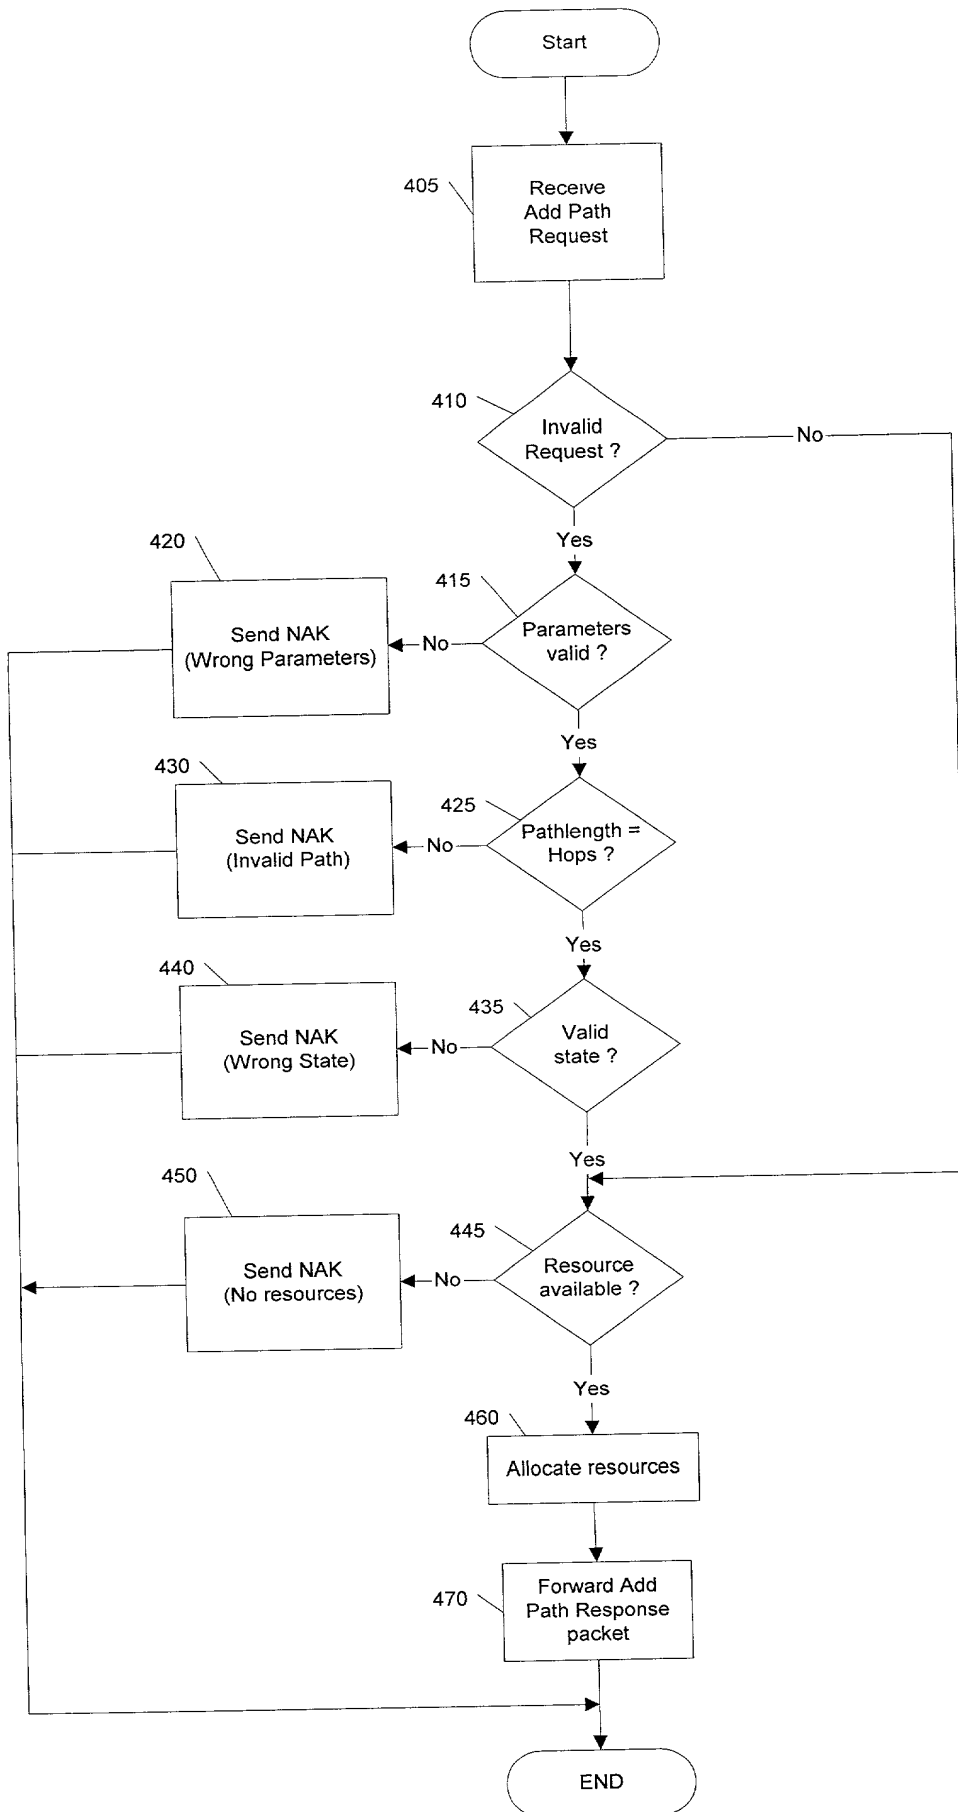 Start
405
Receive
Add Path
Request
410
Invalid
Request ?
No
Yes
420
Send NAK
(Wrong Parameters)
No
415
Parameters
valid ?
Yes
430
Send NAK
(Invalid Path)
No
425
Pathlength =
Hops ?
Yes
440
Send NAK
(Wrong State)
No
435
Valid
state ?
Yes
450
Send NAK
(No resources)
No
445
Resource
available ?
Yes
460
Allocate resources
470
Forward Add
Path Response
packet
END